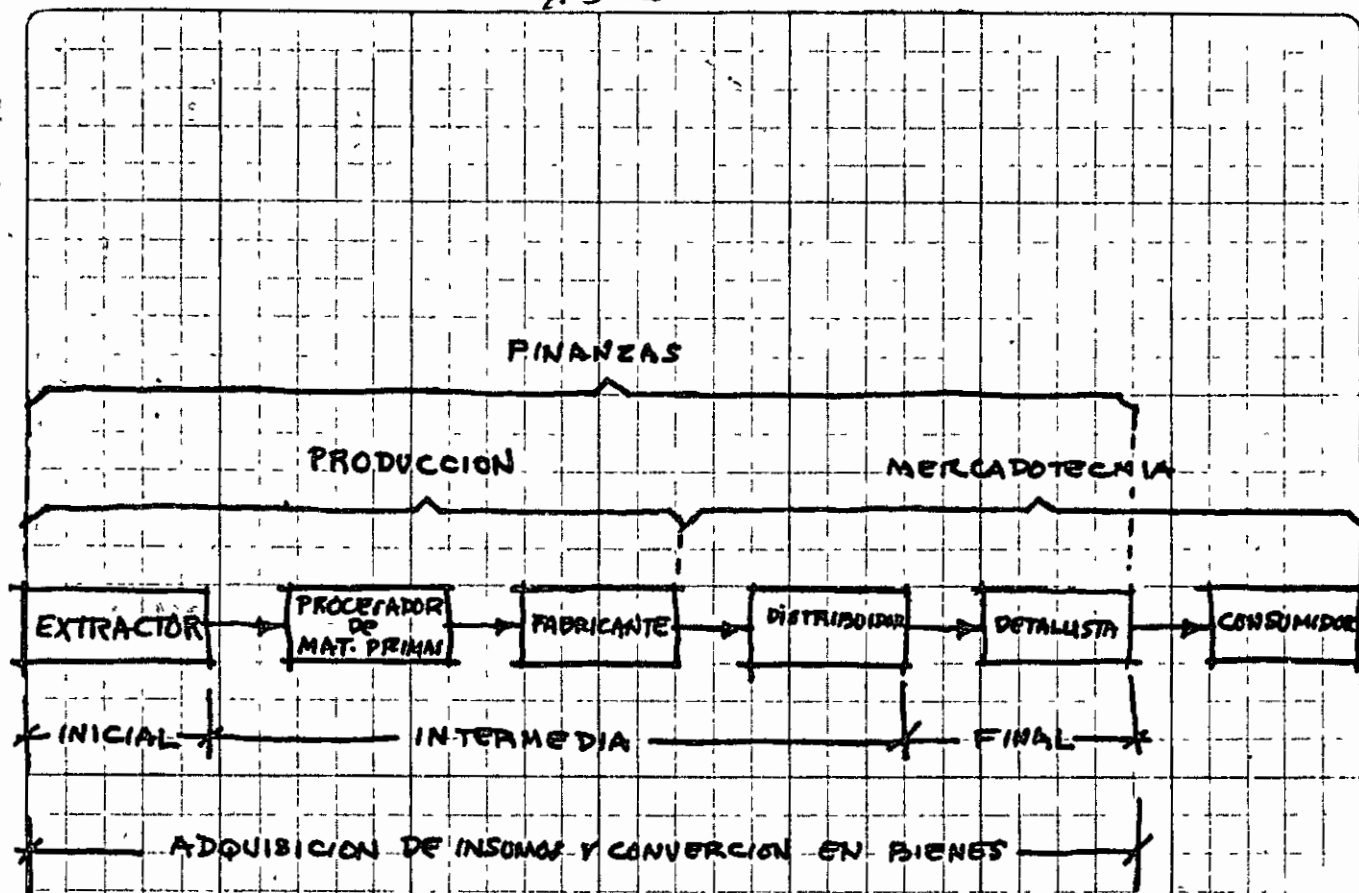 FINANZAS
PRODUCCION
MERCADOTECNIA
EXTRACTOR
PROCESADOR
DE
MAT. PRIMAS
FABRICANTE
DISTRIBUIDOR
DETALLISTA
CONSUMIDOR
INICIAL
INTERMEDIA
FINAL
ADQUISICION DE INSUMOS Y CONVERCION EN BIENES